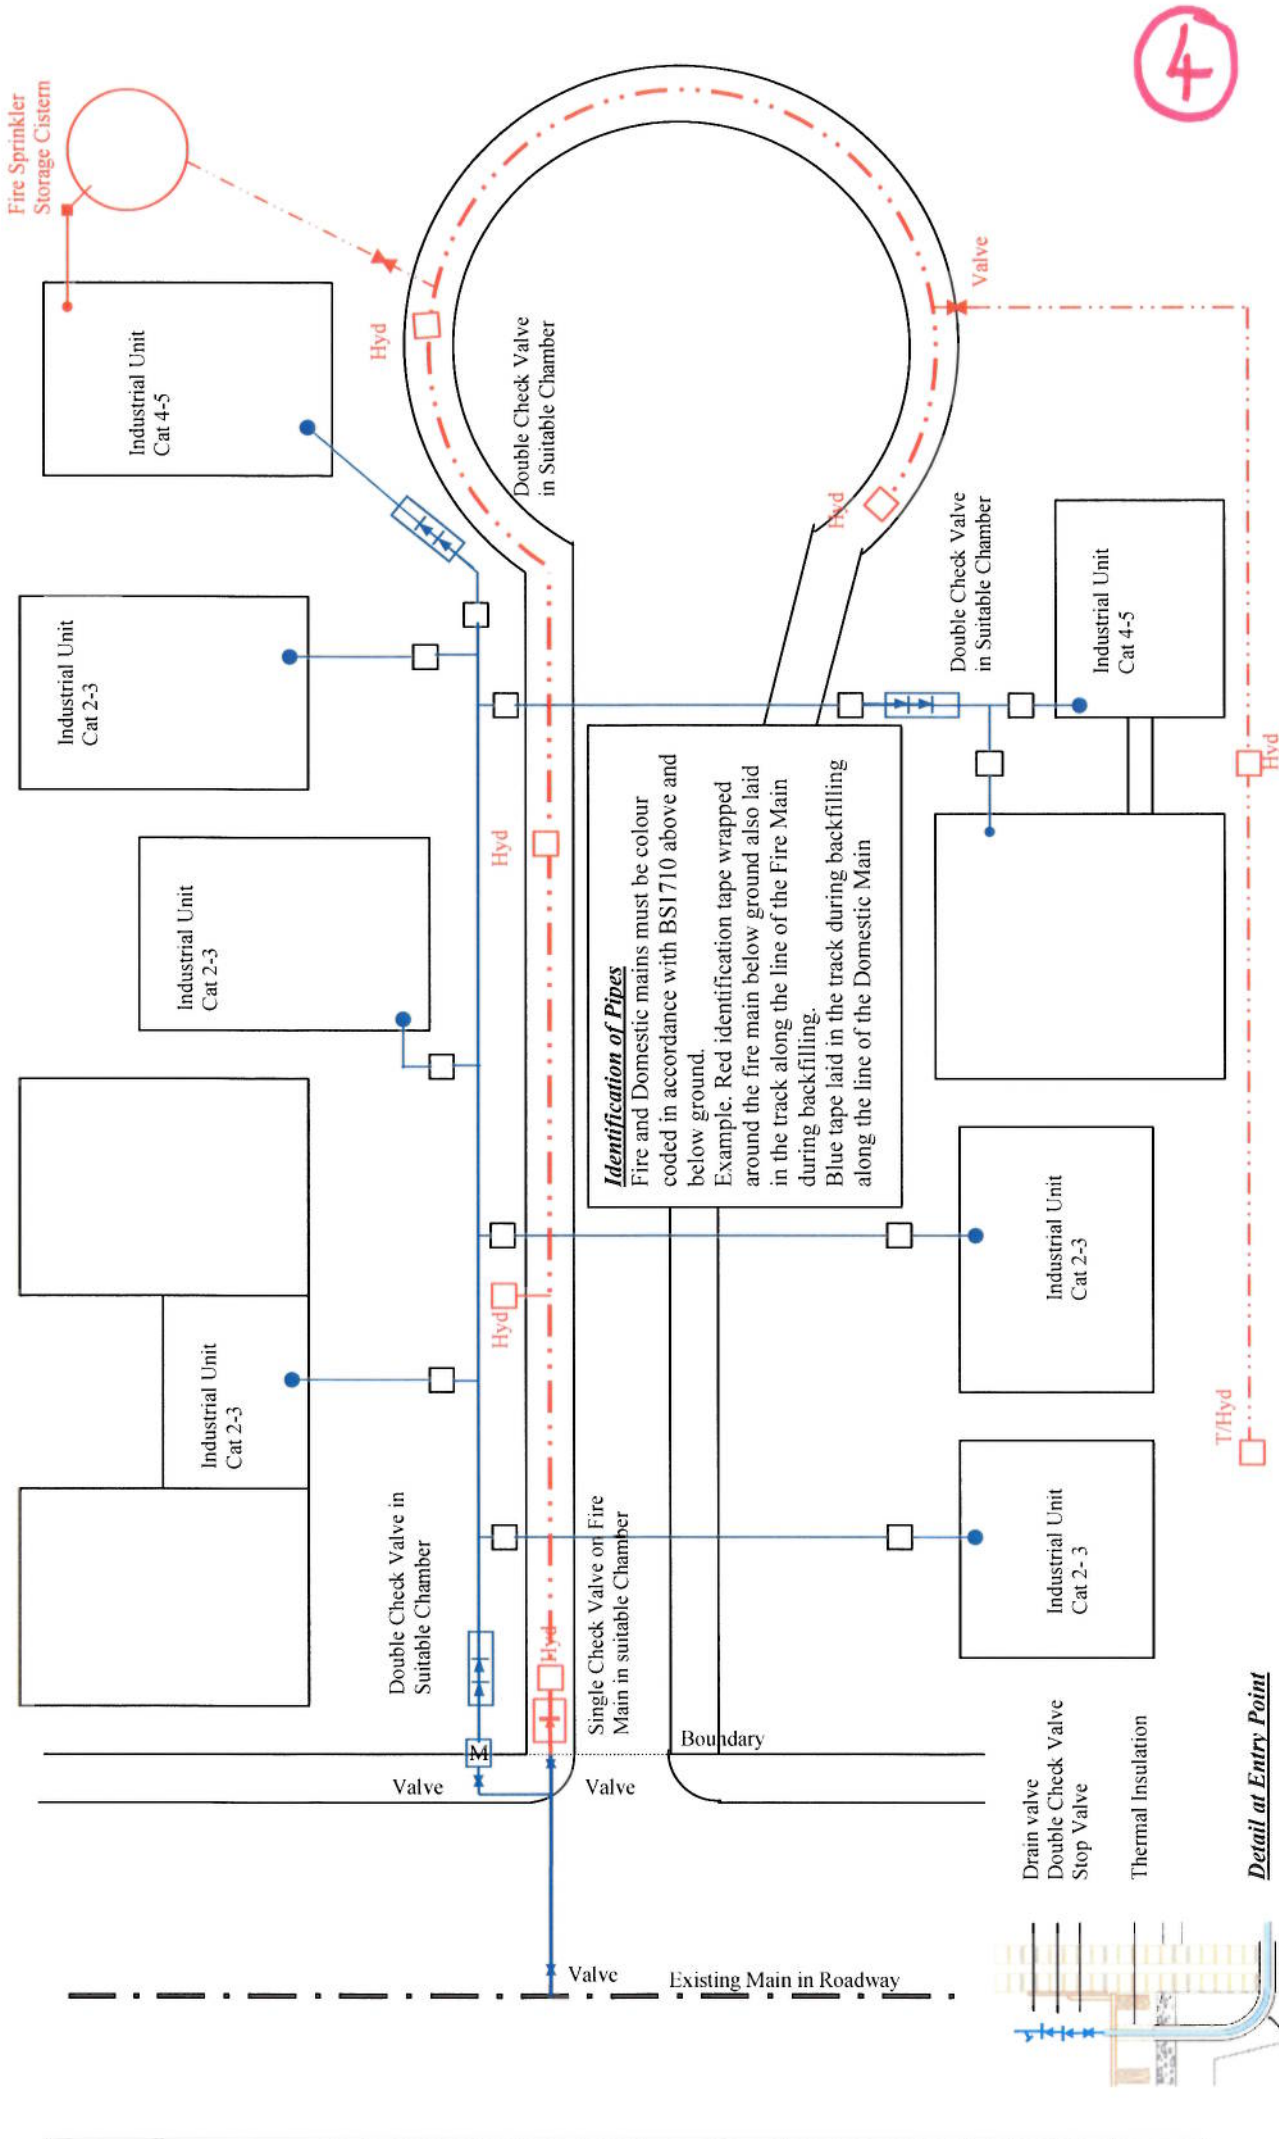 4
Fire Sprinkler
Storage Cistern
Industrial Unit
Cat 4-5
Hyd
Double Check Valve
in Suitable Chamber
Valve
Hyd
Industrial Unit
Cat 2-3
Double Check Valve
in Suitable Chamber
Industrial Unit
Cat 4-5
Hyd
Industrial Unit
Cat 2-3
Hyd
Identification of Pipes
Fire and Domestic mains must be colour
coded in accordance with BS1710 above and
below ground.
Example. Red identification tape wrapped
around the fire main below ground also laid
in the track along the line of the Fire Main
during backfilling.
Blue tape laid in the track during backfilling
along the line of the Domestic Main
Industrial Unit
Cat 2-3
Hyd
Industrial Unit
Cat 2-3
T/Hyd
Double Check Valve in
Suitable Chamber
Hyd
Single Check Valve on Fire
Main in suitable Chamber
Industrial Unit
Cat 2- 3
M
Valve
Valve
Boundary
Valve
Existing Main in Roadway
Drain valve
Double Check Valve
Stop Valve
Thermal Insulation
Detail at Entry Point